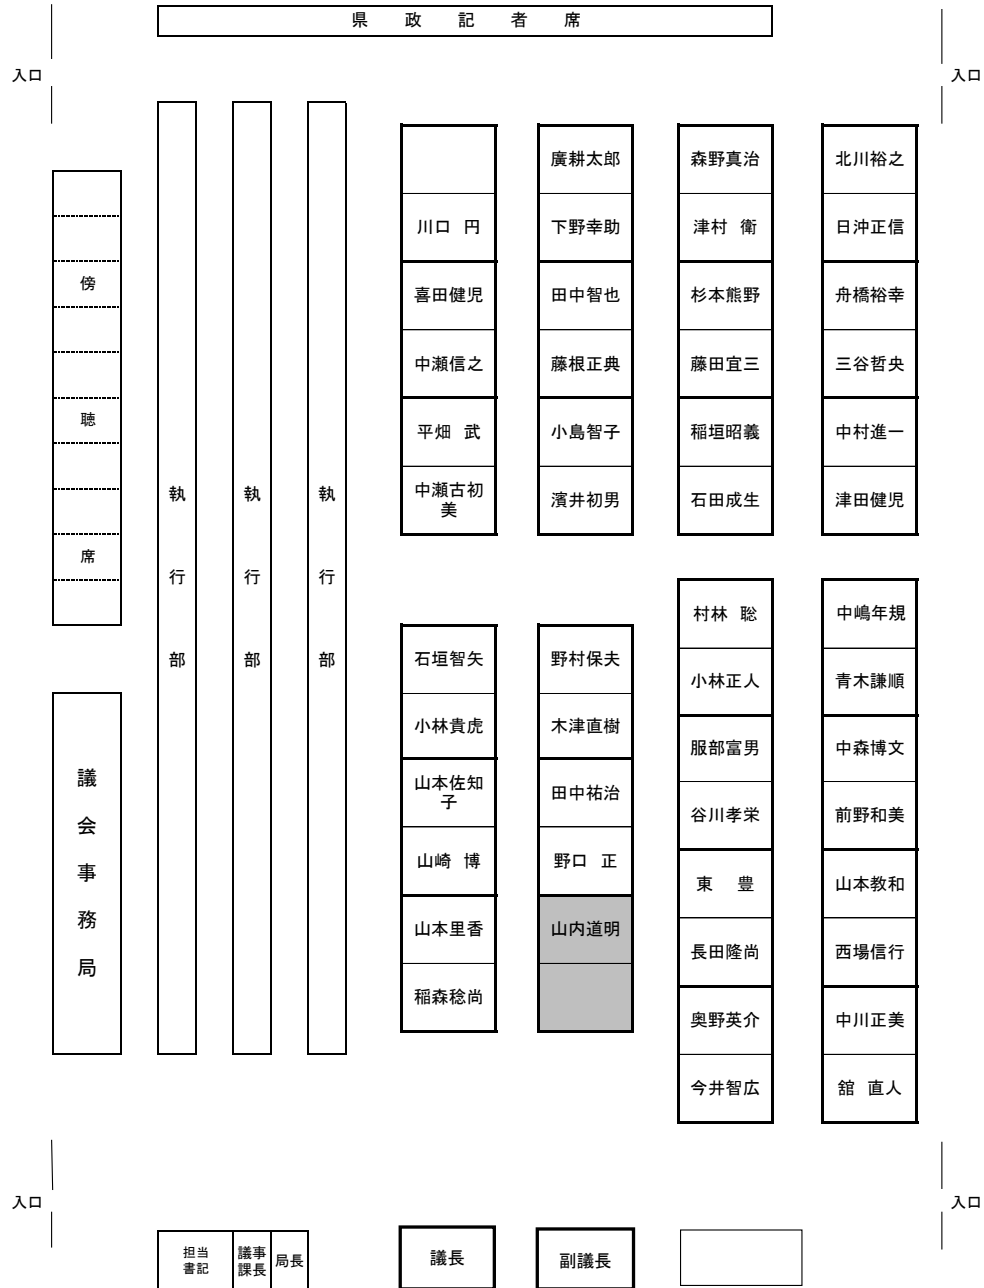 県 政 記 者 席
入口
入口
廣耕太郎
森野真治
北川裕之
川口 円
下野幸助
津村 衛
日沖正信
傍
喜田健児
田中智也
杉本熊野
舟橋裕幸
中瀬信之
藤根正典
藤田宜三
三谷哲央
聴
平畑 武
小島智子
稲垣昭義
中村進一
中瀬古初
美
濱井初男
石田成生
津田健児
席
執
行
部
執
行
部
執
行
部
村林 聡
中嶋年規
石垣智矢
野村保夫
小林正人
青木謙順
小林貴虎
木津直樹
服部富男
中森博文
山本佐知
子
田中祐治
谷川孝栄
前野和美
山崎 博
野口 正
東 豊
山本教和
山本里香
山内道明
長田隆尚
西場信行
稲森稔尚
奥野英介
中川正美
今井智広
舘 直人
議
会
事
務
局
入口
入口
担当
書記
議事
課長
局長
議長
副議長